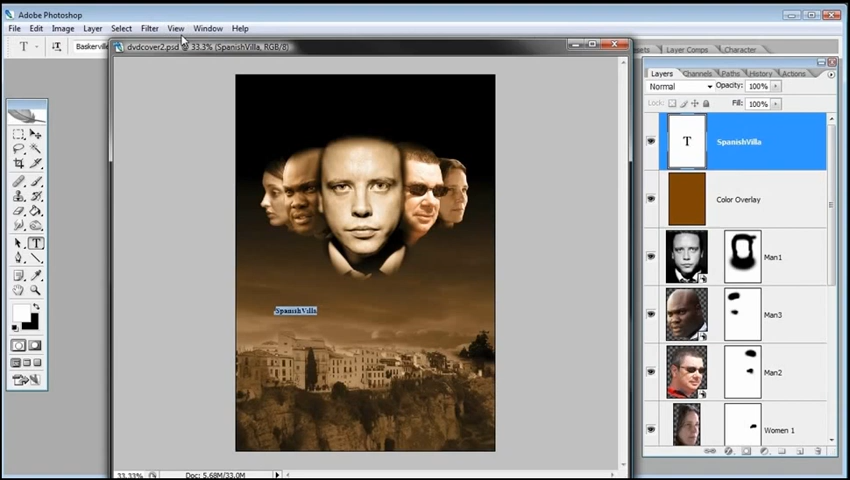 Adobe Photoshop
File Edit Image Layer Select Filter View Window Help
T Baskerville
sets Layer Comps Character
dvdcover2.psd @ 33.3% (SpanishVilla, RGB/8)
Layers Channels Paths History Actions
Normal Opacity: 100%
Lock: Fill: 100%
T SpanishVilla
Color Overlay
Man1
Man3
Man2
Women 1
SpanishVilla
33.33% Doc: 5.68M/33.0M